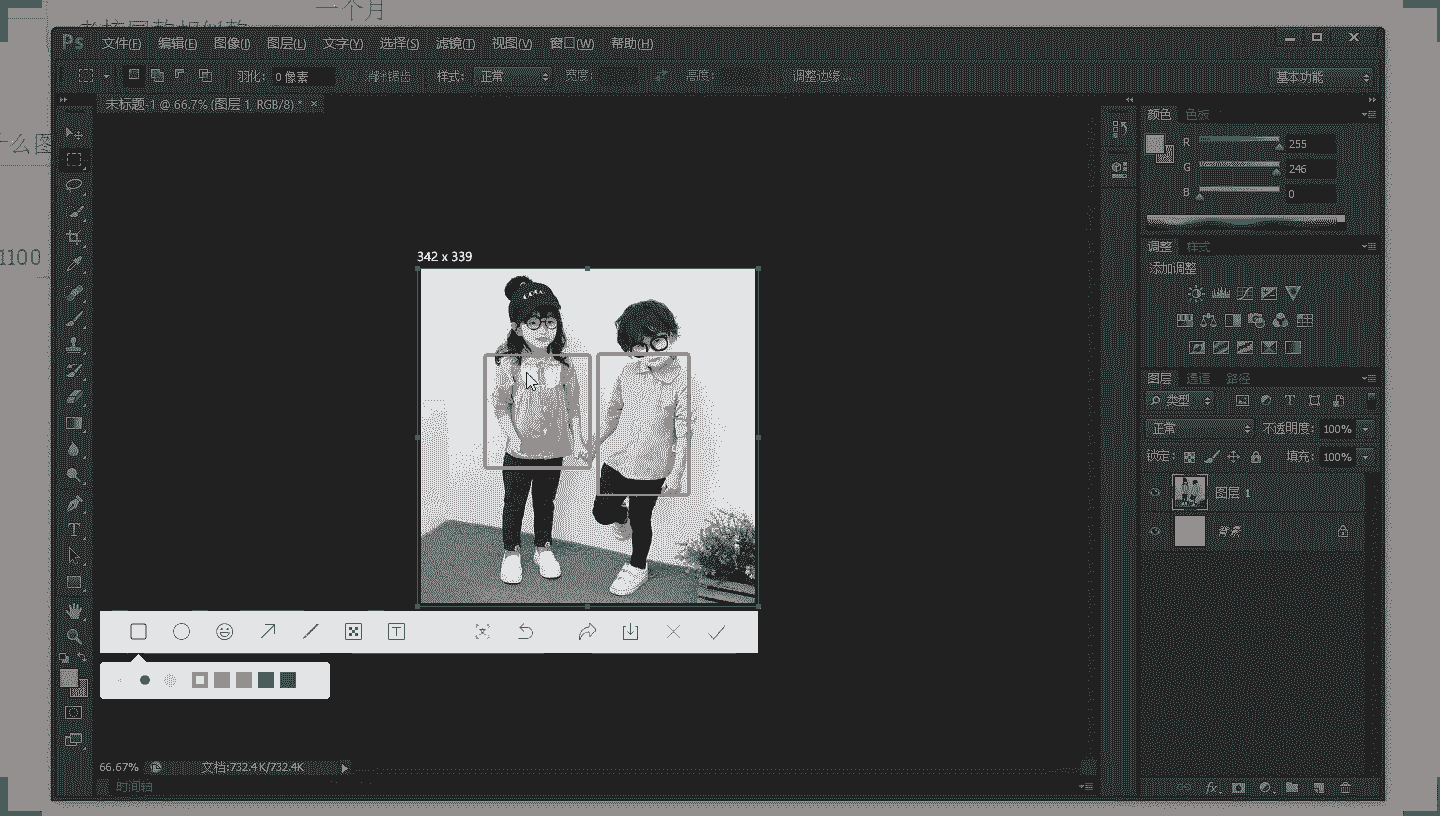 一个月
什么图
1100
Ps 文件(F) 编辑(E) 图像(I) 图层(L) 文字(Y) 选择(S) 滤镜(T) 视图(V) 窗口(W) 帮助(H)
羽化: 0 像素 消除锯齿 样式: 正常 宽度: 高度: 调整边缘... 基本功能
未标题-1 @ 66.7% (图层 1, RGB/8) * ×
颜色 色板
R 255
G 246
B 0
调整 样式
添加调整
342 x 339
图层 通道 路径
类型
正常 不透明度: 100%
锁定: 填充: 100%
图层 1
背景
66.67% 文档:732.4K/732.4K
时间轴